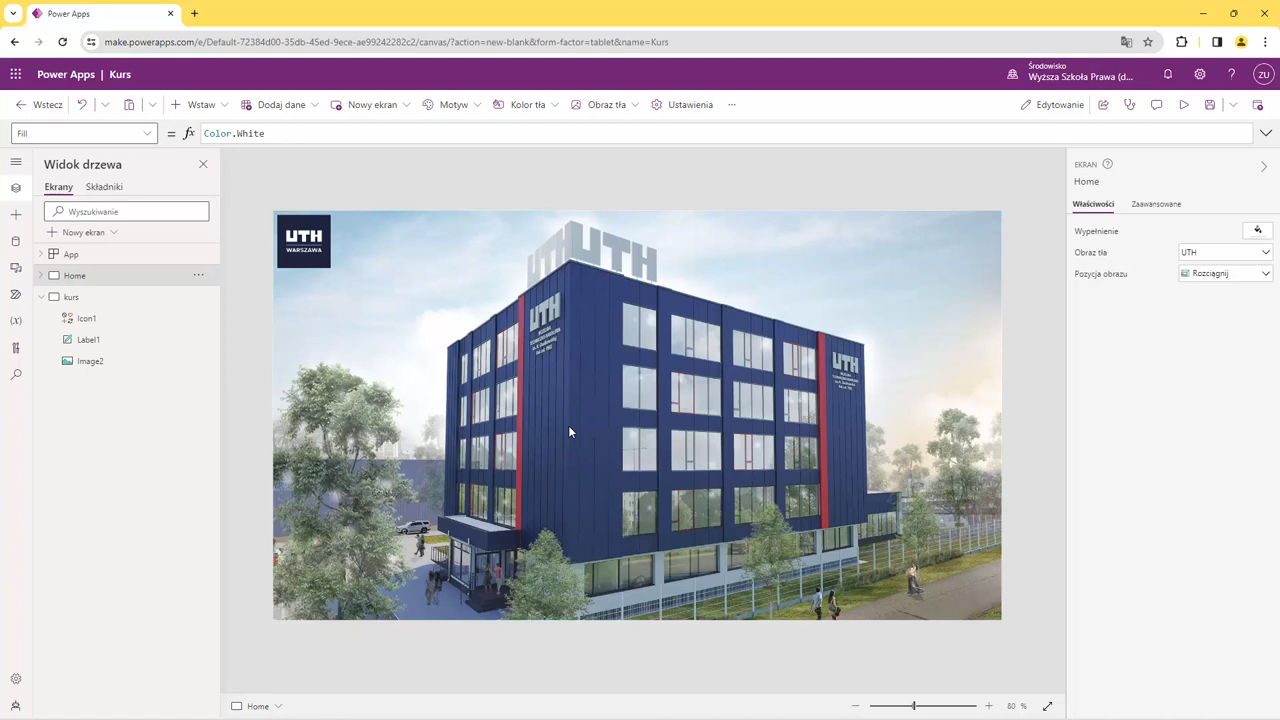 Power Apps
make.powerapps.com/e/Default-72384d00-35db-45ed-9ece-ae99242282c2/canvas/?action=new-blank&form-factor=tablet&name=Kurs
Power Apps | Kurs
Środowisko
Wyższa Szkoła Prawa (d...
ZU
Wstecz
Wstaw
Dodaj dane
Nowy ekran
Motyw
Kolor tła
Obraz tła
Ustawienia
...
Edytowanie
Fill
= fx Color.White
Widok drzewa
Ekrany Składniki
Wyszukiwanie
Nowy ekran
App
Home ...
kurs
Icon1
Label1
Image2
UTH
WARSZAWA
UTH
UTH
UTH
UTH
EKRAN
Home
Właściwości Zaawansowane
Wypełnienie
Obraz tła UTH
Pozycja obrazu Rozciągnij
Home
80 %